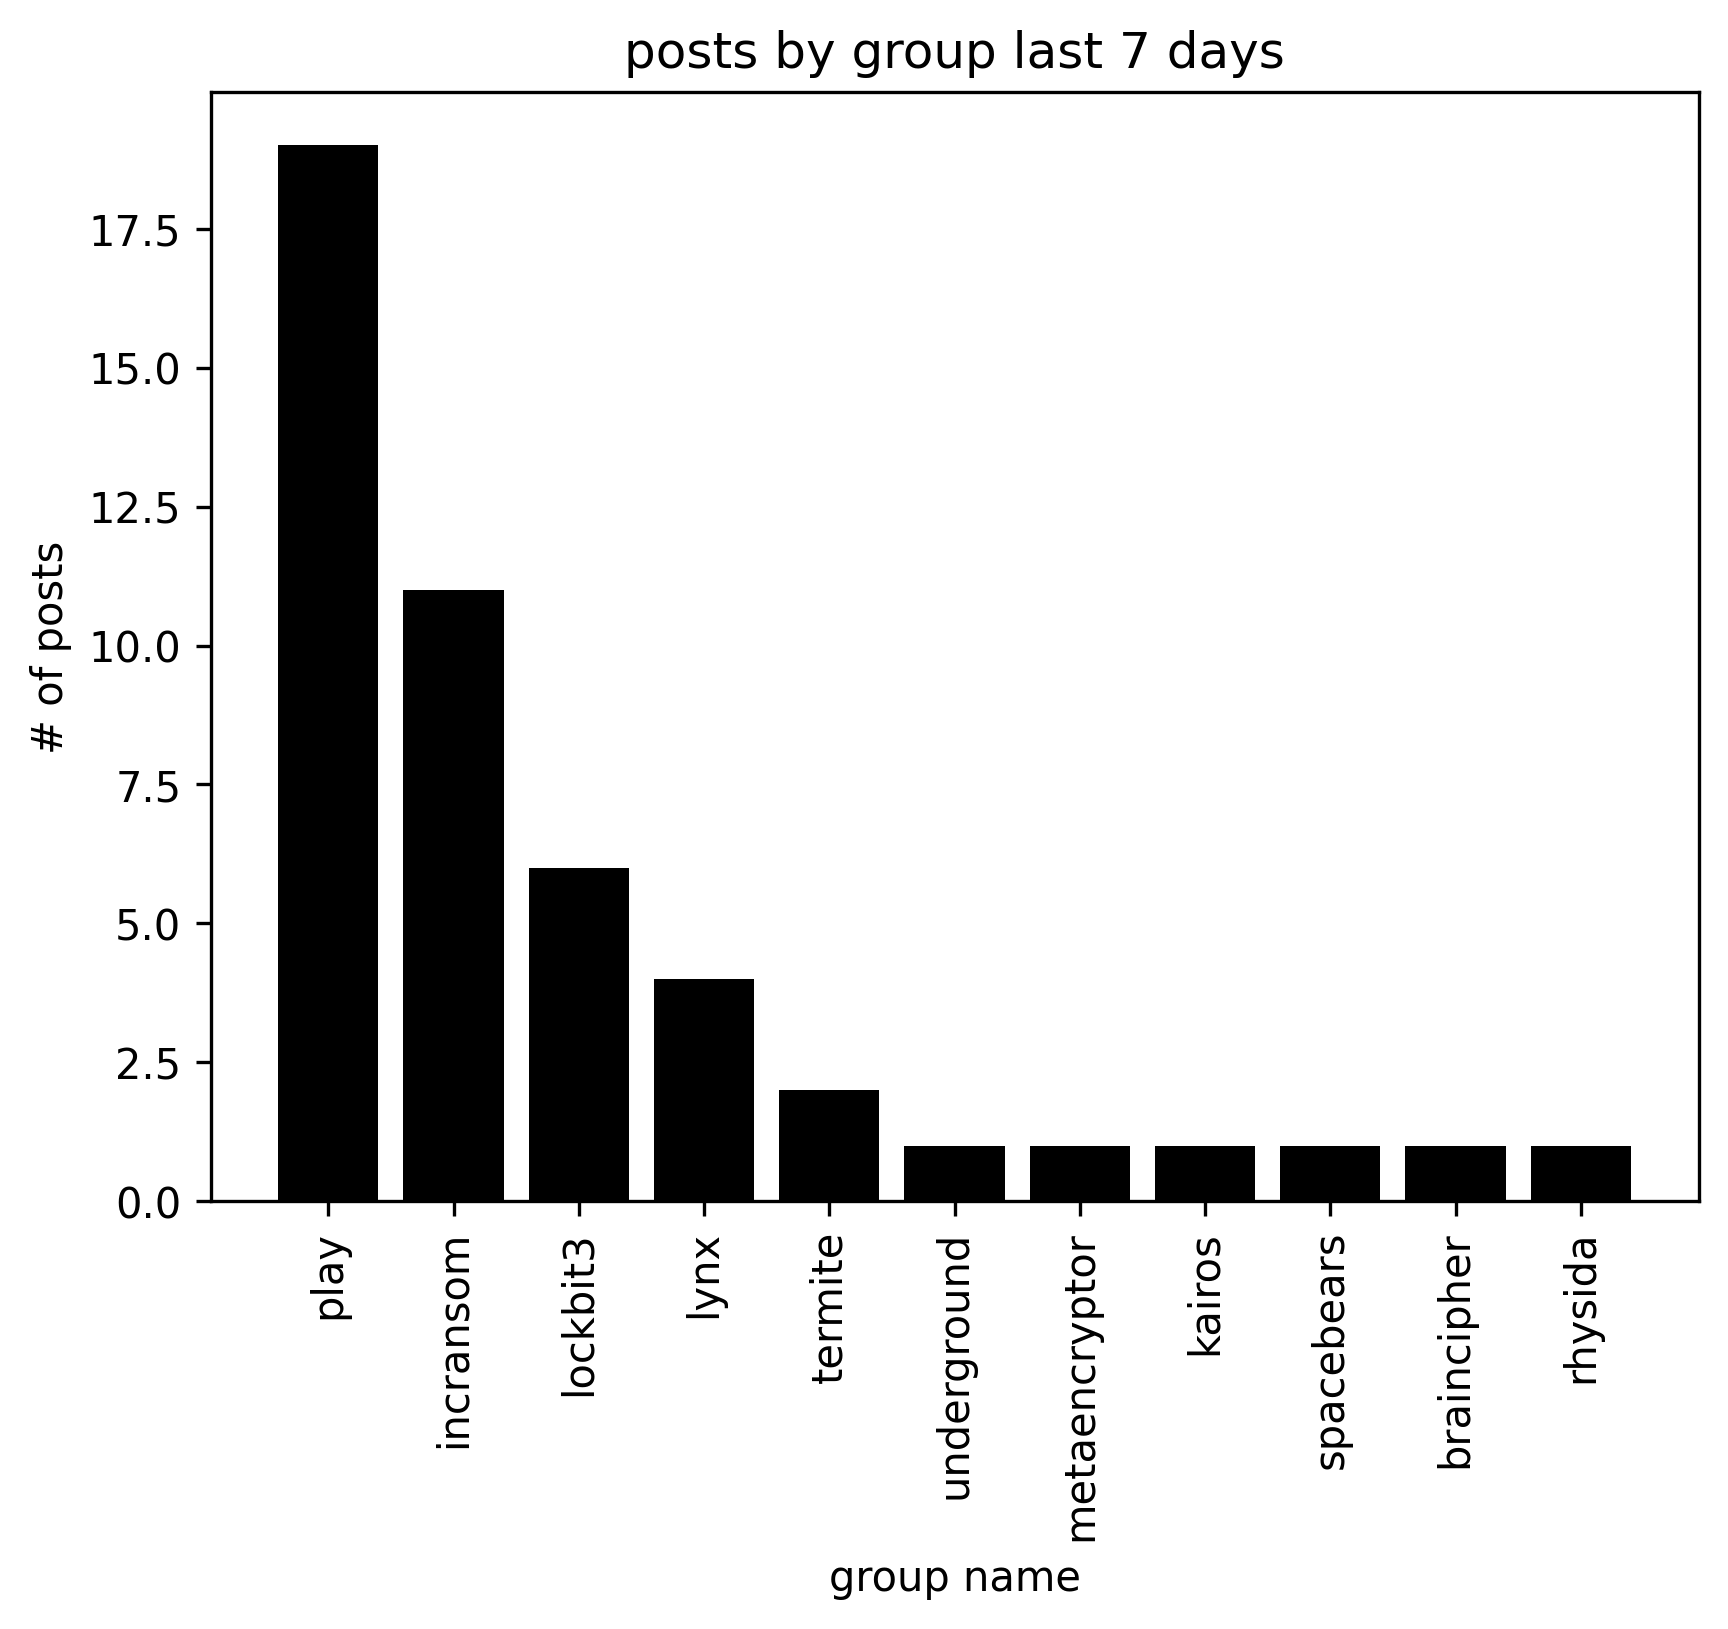 posts by group last 7 days
# of posts
17.5
15.0
12.5
10.0
7.5
5.0
2.5
0.0
play
incransom
lockbit3
lynx
termite
underground
metaencryptor
kairos
spacebears
braincipher
rhysida
group name